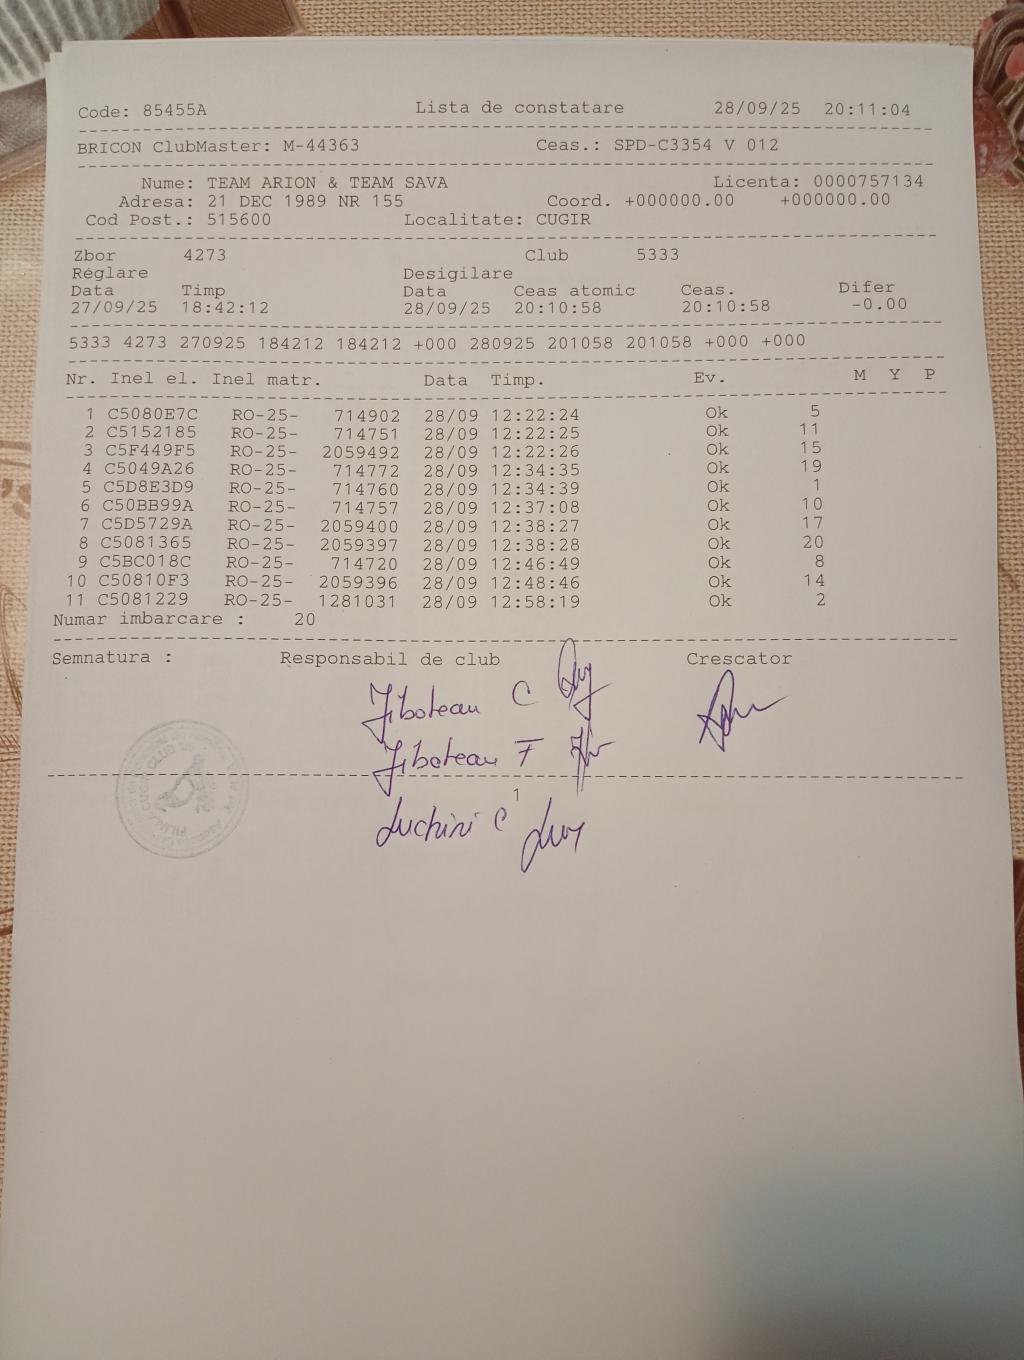 Code: 85455A Lista de constatare 28/09/25 20:11:04
BRICON ClubMaster: M-44363 Ceas.: SPD-C3354 V 012
Nume: TEAM ARION & TEAM SAVA Licenta: 0000757134
Adresa: 21 DEC 1989 NR 155 Coord. +000000.00 +000000.00
Cod Post.: 515600 Localitate: CUGIR
Zbor 4273 Club 5333
Réglare Desigilare
Data Timp Data Ceas atomic Ceas. Difer
27/09/25 18:42:12 28/09/25 20:10:58 20:10:58 -0.00
5333 4273 270925 184212 184212 +000 280925 201058 201058 +000 +000
Nr. Inel el. Inel matr. Data Timp. Ev. M Y P
1 C5080E7C RO-25- 714902 28/09 12:22:24 Ok 5
2 C5152185 RO-25- 714751 28/09 12:22:25 Ok 11
3 C5F449F5 RO-25- 2059492 28/09 12:22:26 Ok 15
4 C5049A26 RO-25- 714772 28/09 12:34:35 Ok 19
5 C5D8E3D9 RO-25- 714760 28/09 12:34:39 Ok 1
6 C50BB99A RO-25- 714757 28/09 12:37:08 Ok 10
7 C5D5729A RO-25- 2059400 28/09 12:38:27 Ok 17
8 C5081365 RO-25- 2059397 28/09 12:38:28 Ok 20
9 C5BC018C RO-25- 714720 28/09 12:46:49 Ok 8
10 C50810F3 RO-25- 2059396 28/09 12:48:46 Ok 14
11 C5081229 RO-25- 1281031 28/09 12:58:19 Ok 2
Numar imbarcare : 20
Semnatura : Responsabil de club Crescator
Jiboteau C
Jiboteau F
1
Luchini C